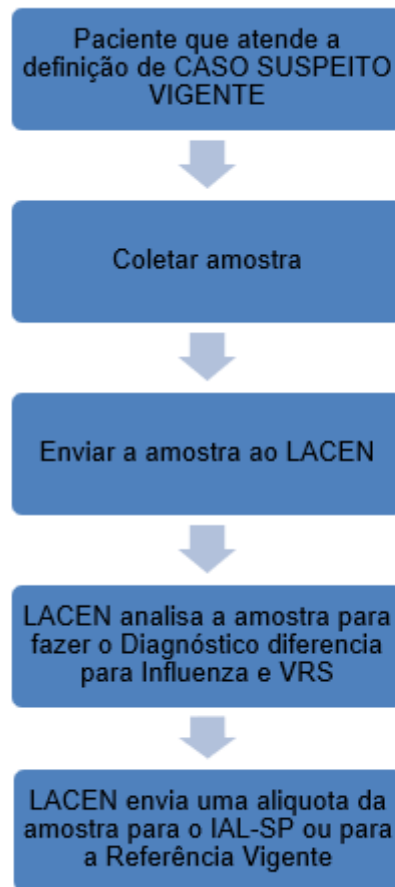 Paciente que atende a
definição de CASO SUSPEITO
VIGENTE
Coletar amostra
Enviar a amostra ao LACEN
LACEN analisa a amostra para
fazer o Diagnóstico diferencia
para Influenza e VRS
LACEN envia uma aliquota da
amostra para o IAL-SP ou para
a Referência Vigente